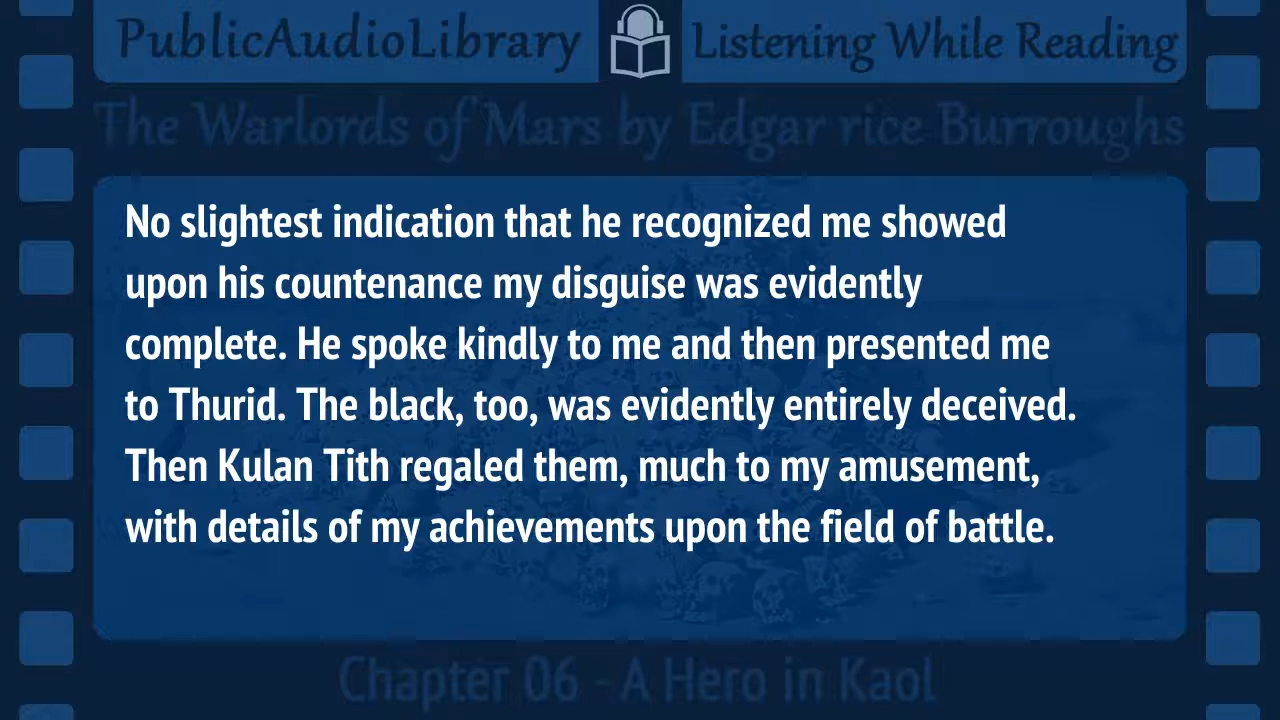 PublicAudioLibrary Listening While Reading
The Warlords of Mars by Edgar rice Burroughs
No slightest indication that he recognized me showed
upon his countenance my disguise was evidently
complete. He spoke kindly to me and then presented me
to Thurid. The black, too, was evidently entirely deceived.
Then Kulan Tith regaled them, much to my amusement,
with details of my achievements upon the field of battle.
Chapter 06 - A Hero in Kaol